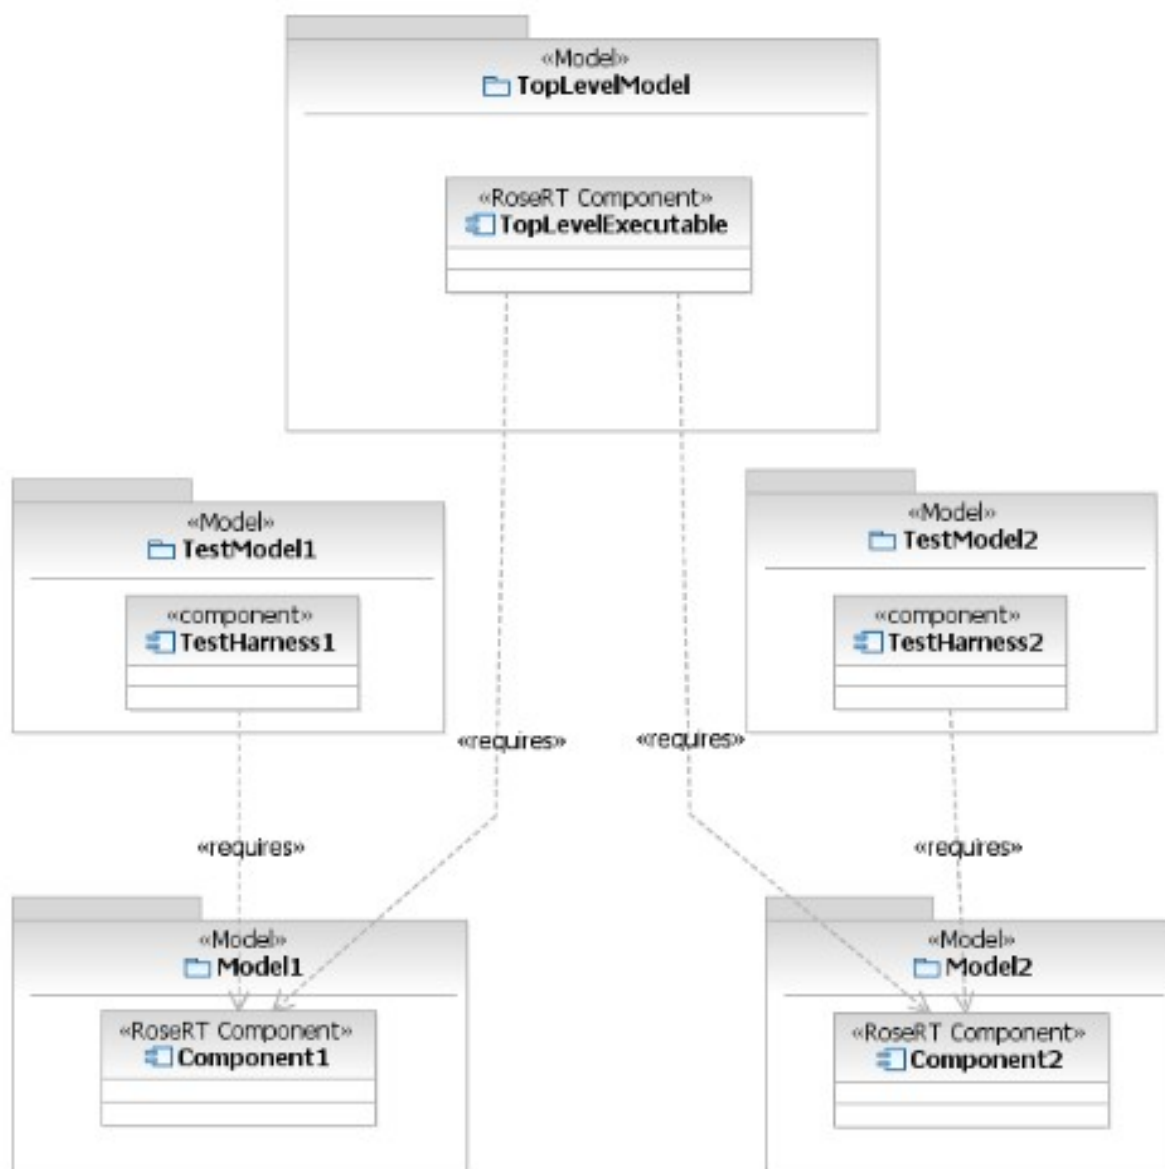 «Model»
TopLevelModel
«RoseRT Component»
TopLevelExecutable
«Model»
TestModel1
«component»
TestHarness1
«Model»
TestModel2
«component»
TestHarness2
«requires»
«requires»
«requires»
«requires»
«Model»
Model1
«RoseRT Component»
Component1
«Model»
Model2
«RoseRT Component»
Component2